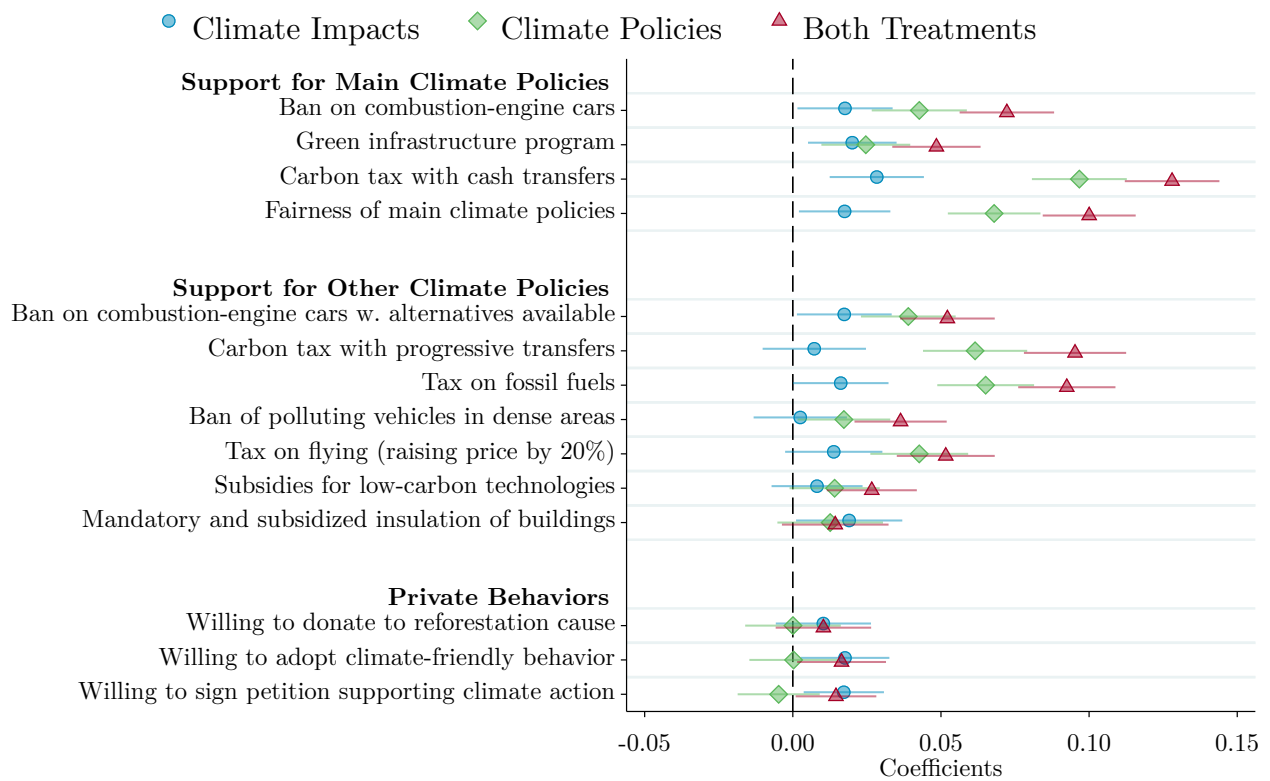 Climate Impacts Climate Policies Both Treatments
Support for Main Climate Policies
Ban on combustion-engine cars
Green infrastructure program
Carbon tax with cash transfers
Fairness of main climate policies
Support for Other Climate Policies
Ban on combustion-engine cars w. alternatives available
Carbon tax with progressive transfers
Tax on fossil fuels
Ban of polluting vehicles in dense areas
Tax on flying (raising price by 20%)
Subsidies for low-carbon technologies
Mandatory and subsidized insulation of buildings
Private Behaviors
Willing to donate to reforestation cause
Willing to adopt climate-friendly behavior
Willing to sign petition supporting climate action
-0.05 0.00 0.05 0.10 0.15
Coefficients